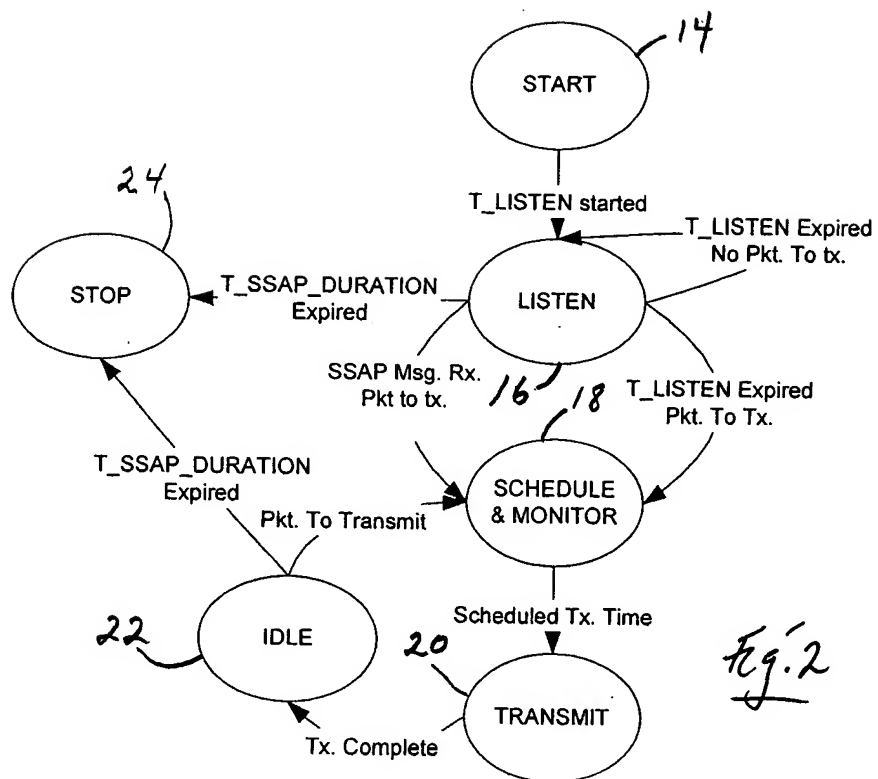 14
START
24
T_LISTEN started
T_LISTEN Expired
No Pkt. To tx.
STOP
T_SSAP_DURATION
Expired
LISTEN
SSAP Msg. Rx.
Pkt to tx.
16
18
T_LISTEN Expired
Pkt. To Tx.
T_SSAP_DURATION
Expired
SCHEDULE
& MONITOR
Pkt. To Transmit
22
IDLE
Scheduled Tx. Time
20
Fig. 2
TRANSMIT
Tx. Complete